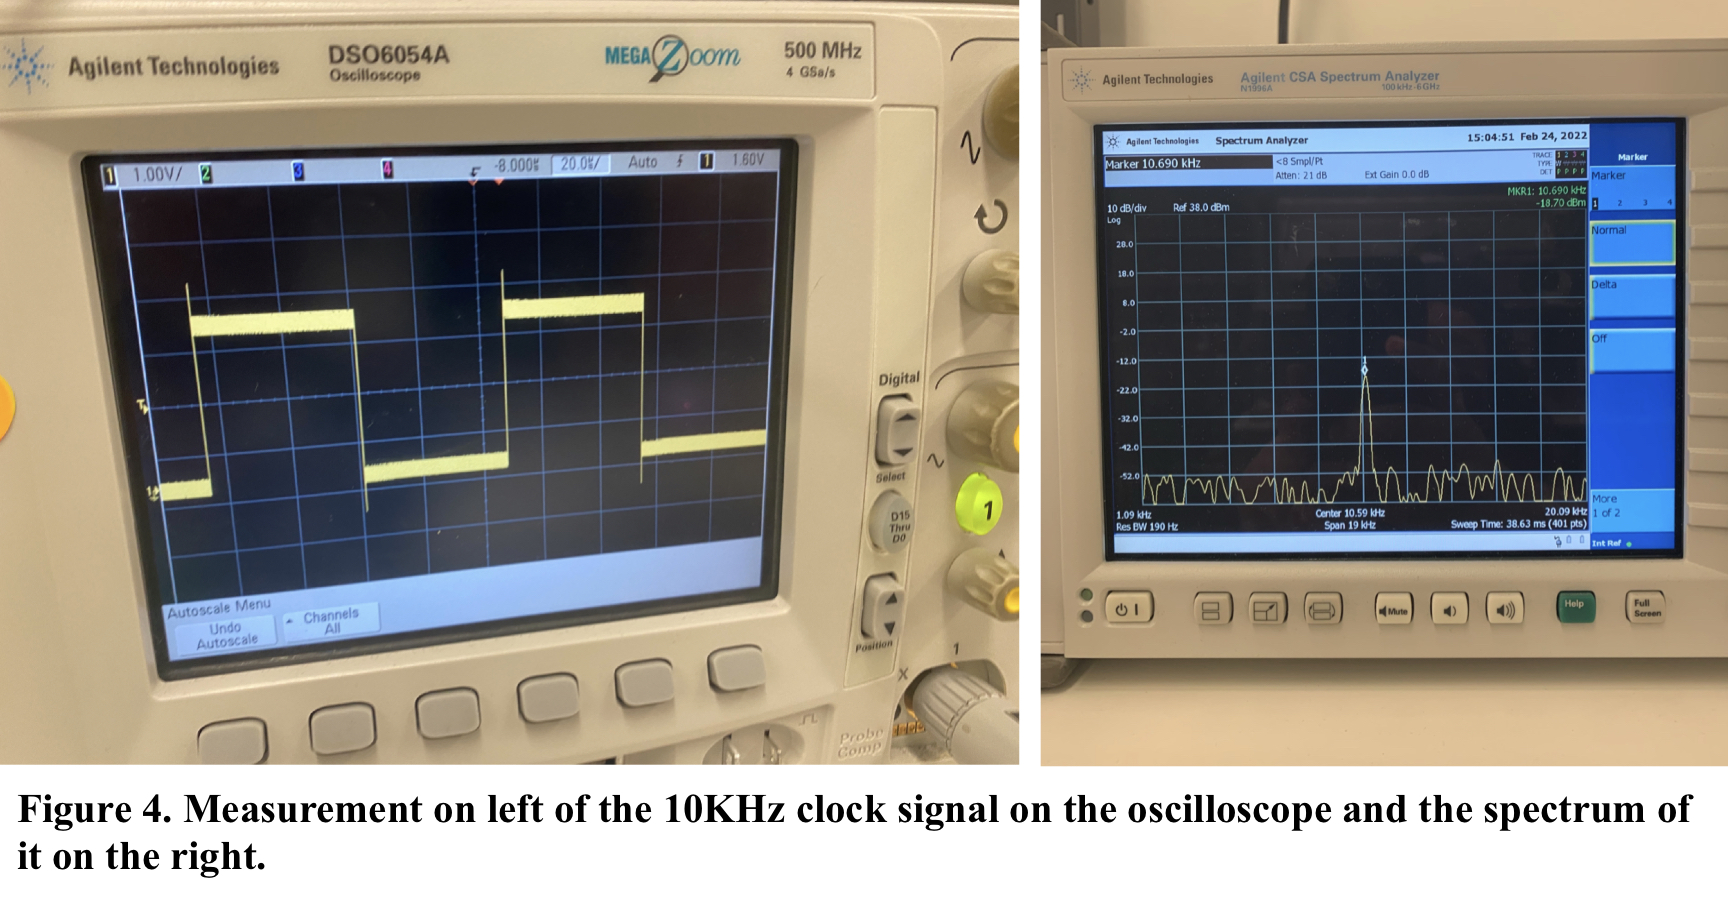 Agilent Technologies
DSO6054A
Oscilloscope
MEGA Zoom
500 MHz
4 GSa/s
1 1.00V/ 2 3 4 -8.000% 20.0%/ Auto 1 1.60V
Autoscale Menu
Undo
Autoscale
Channels
All
Digital
Select
D15
Thru
D0
Position
1
1
X
Probe
Comp
Agilent Technologies
Agilent CSA Spectrum Analyzer
N1996A
100 kHz-6 GHz
Agilent Technologies Spectrum Analyzer
15:04:51 Feb 24, 2022
Marker 10.690 kHz
<8 Smpl/Pt
Atten: 21 dB
Ext Gain 0.0 dB
TRACE 1 2 3 4
TYPE
DET P P P P
MKR1: 10.690 kHz
-18.70 dBm
10 dB/div
Ref 38.0 dBm
Log
28.0
18.0
8.0
-2.0
-12.0
-22.0
-32.0
-42.0
-52.0
1
1.09 kHz
Center 10.59 kHz
20.09 kHz
Res BW 190 Hz
Span 19 kHz
Sweep Time: 38.63 ms (401 pts)
Marker
Marker
1 2 3 4
Normal
Delta
Off
More
1 of 2
Int Ref
Mute
Help
Full
Screen
Figure 4. Measurement on left of the 10KHz clock signal on the oscilloscope and the spectrum of
it on the right.